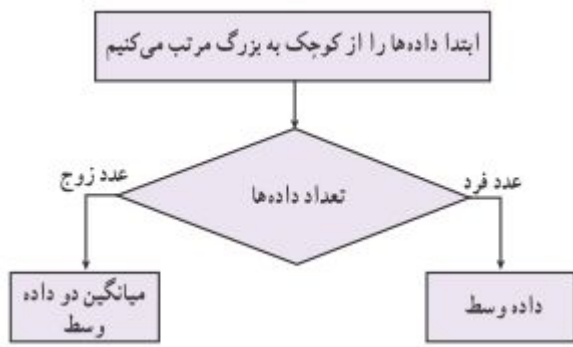 ابتدا داده‌ها را از کوچک به بزرگ مرتب می‌کنیم
عدد فرد
عدد زوج
تعداد داده‌ها
داده وسط
میانگین دو داده
وسط